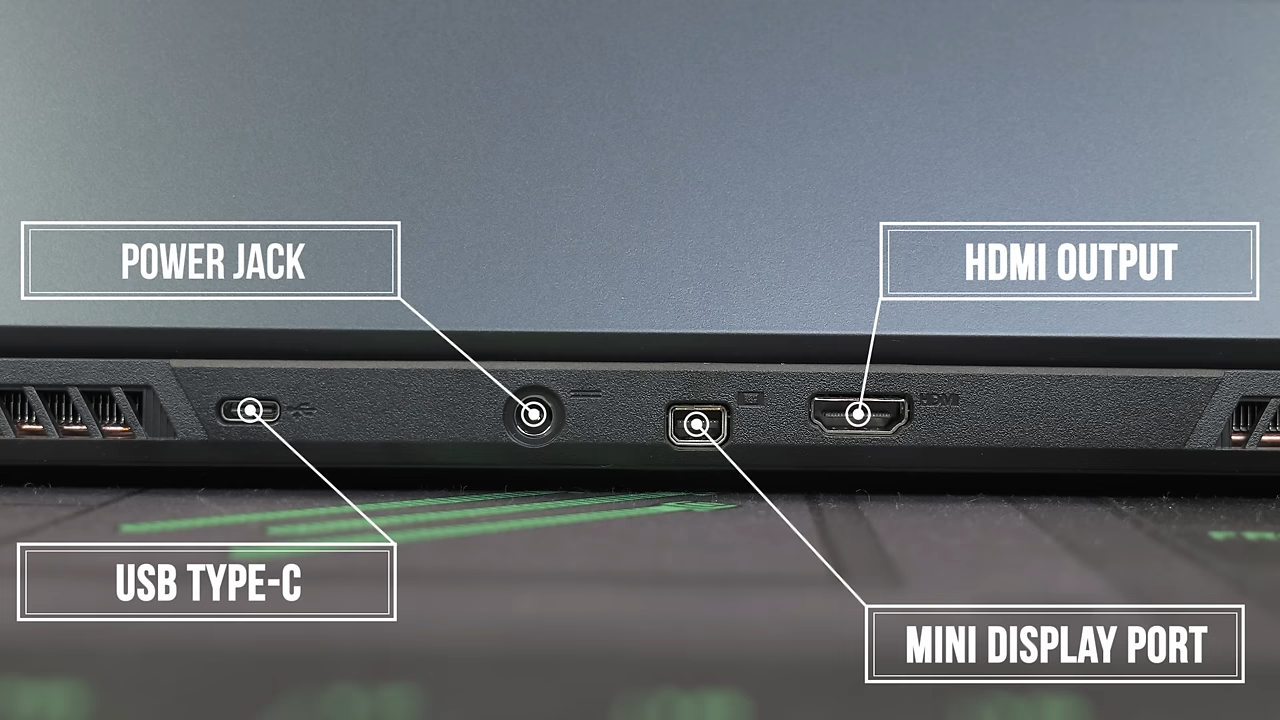 POWER JACK
HDMI OUTPUT
HDMI
USB TYPE-C
MINI DISPLAY PORT